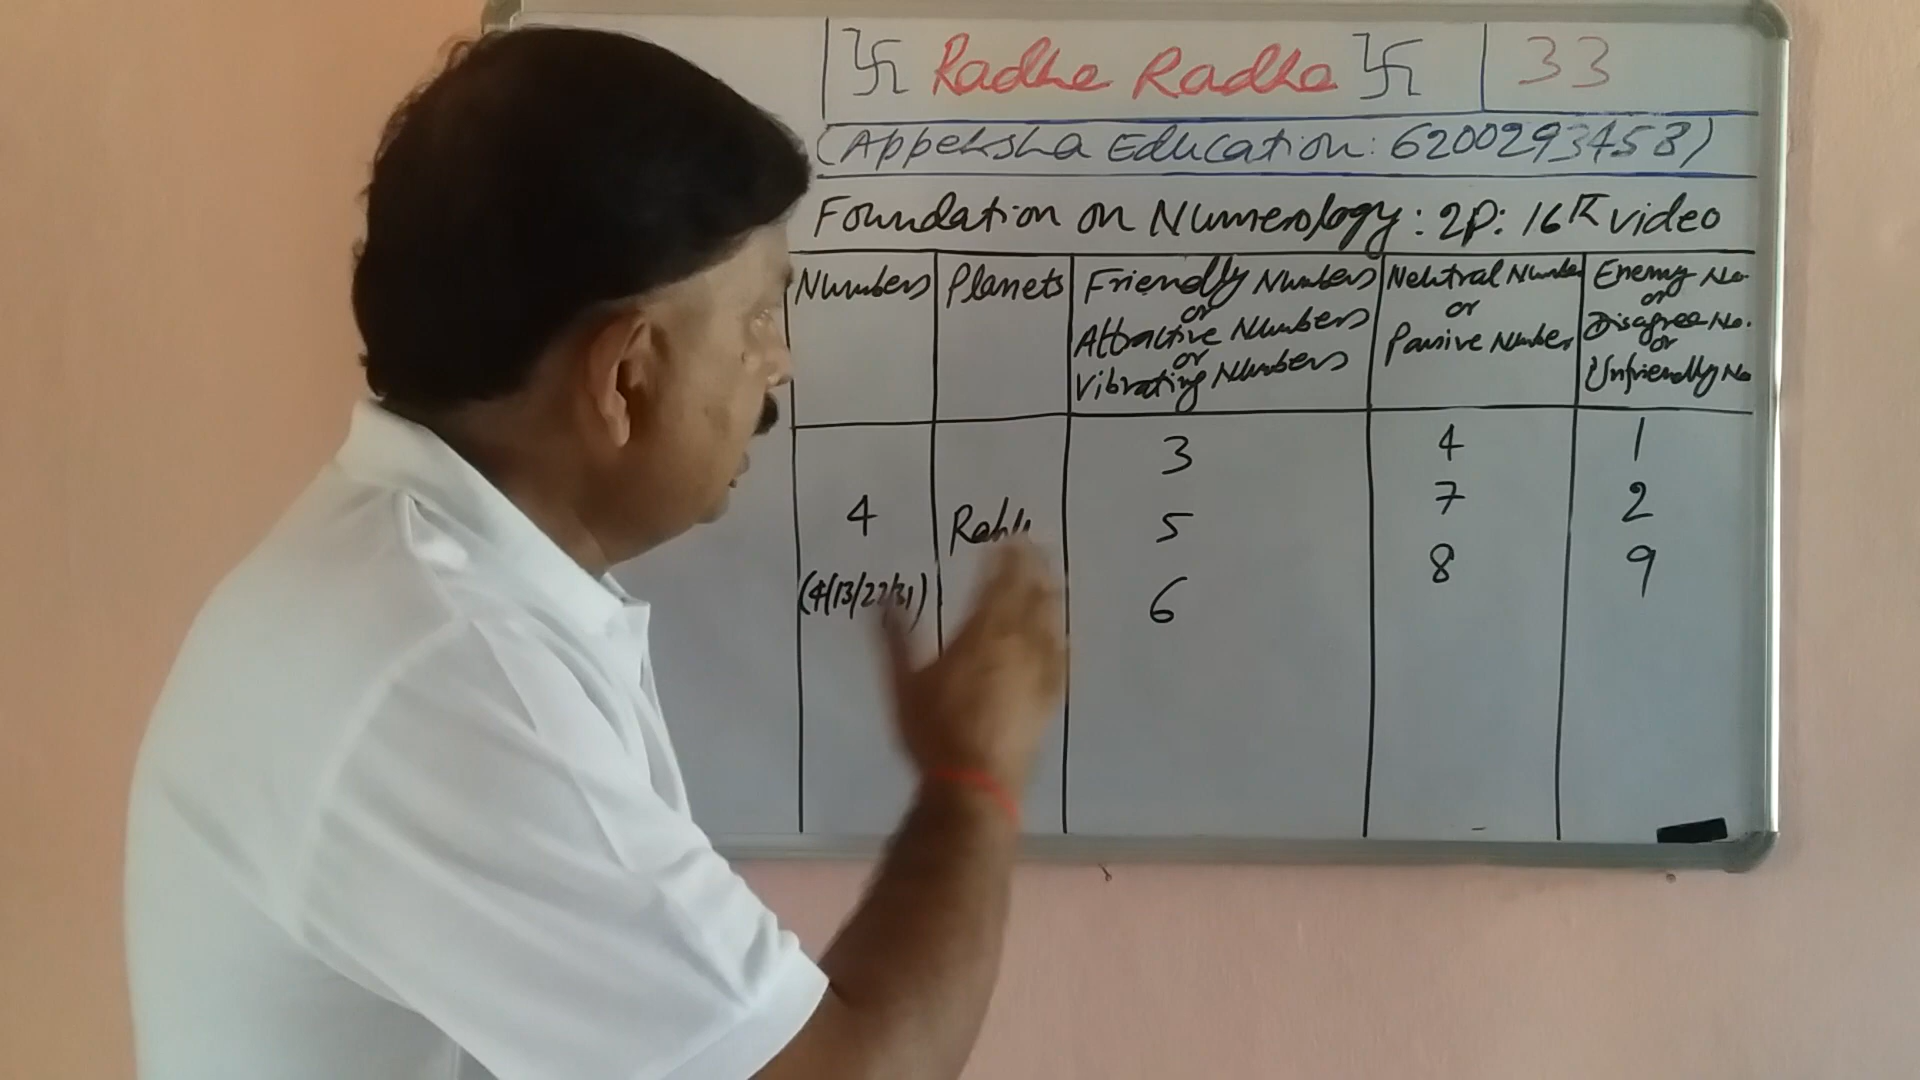 卐 Radhe Radha 卐 33
(Appeksha Education: 6200293458)
Foundation on Numerology: 2P: 16th video
Numbers Planets Friendly Numbers or Attractive Numbers or Vibrating Numbers Neutral Number or Passive Number Enemy No. or Disagree No. or Unfriendly No
3 4 1
4 Rahu 5 7 2
(4/13/22/31) 6 8 9